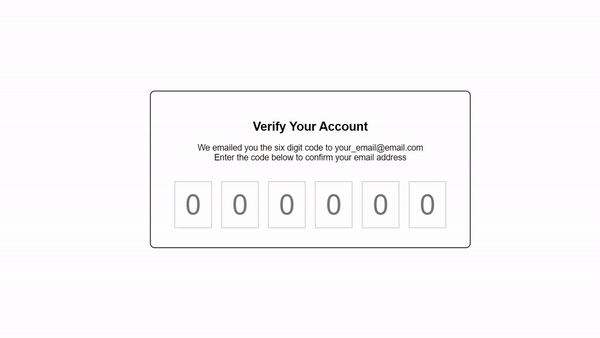 Verify Your Account
We emailed you the six digit code to your_email@email.com
Enter the code below to confirm your email address
0 0 0 0 0 0